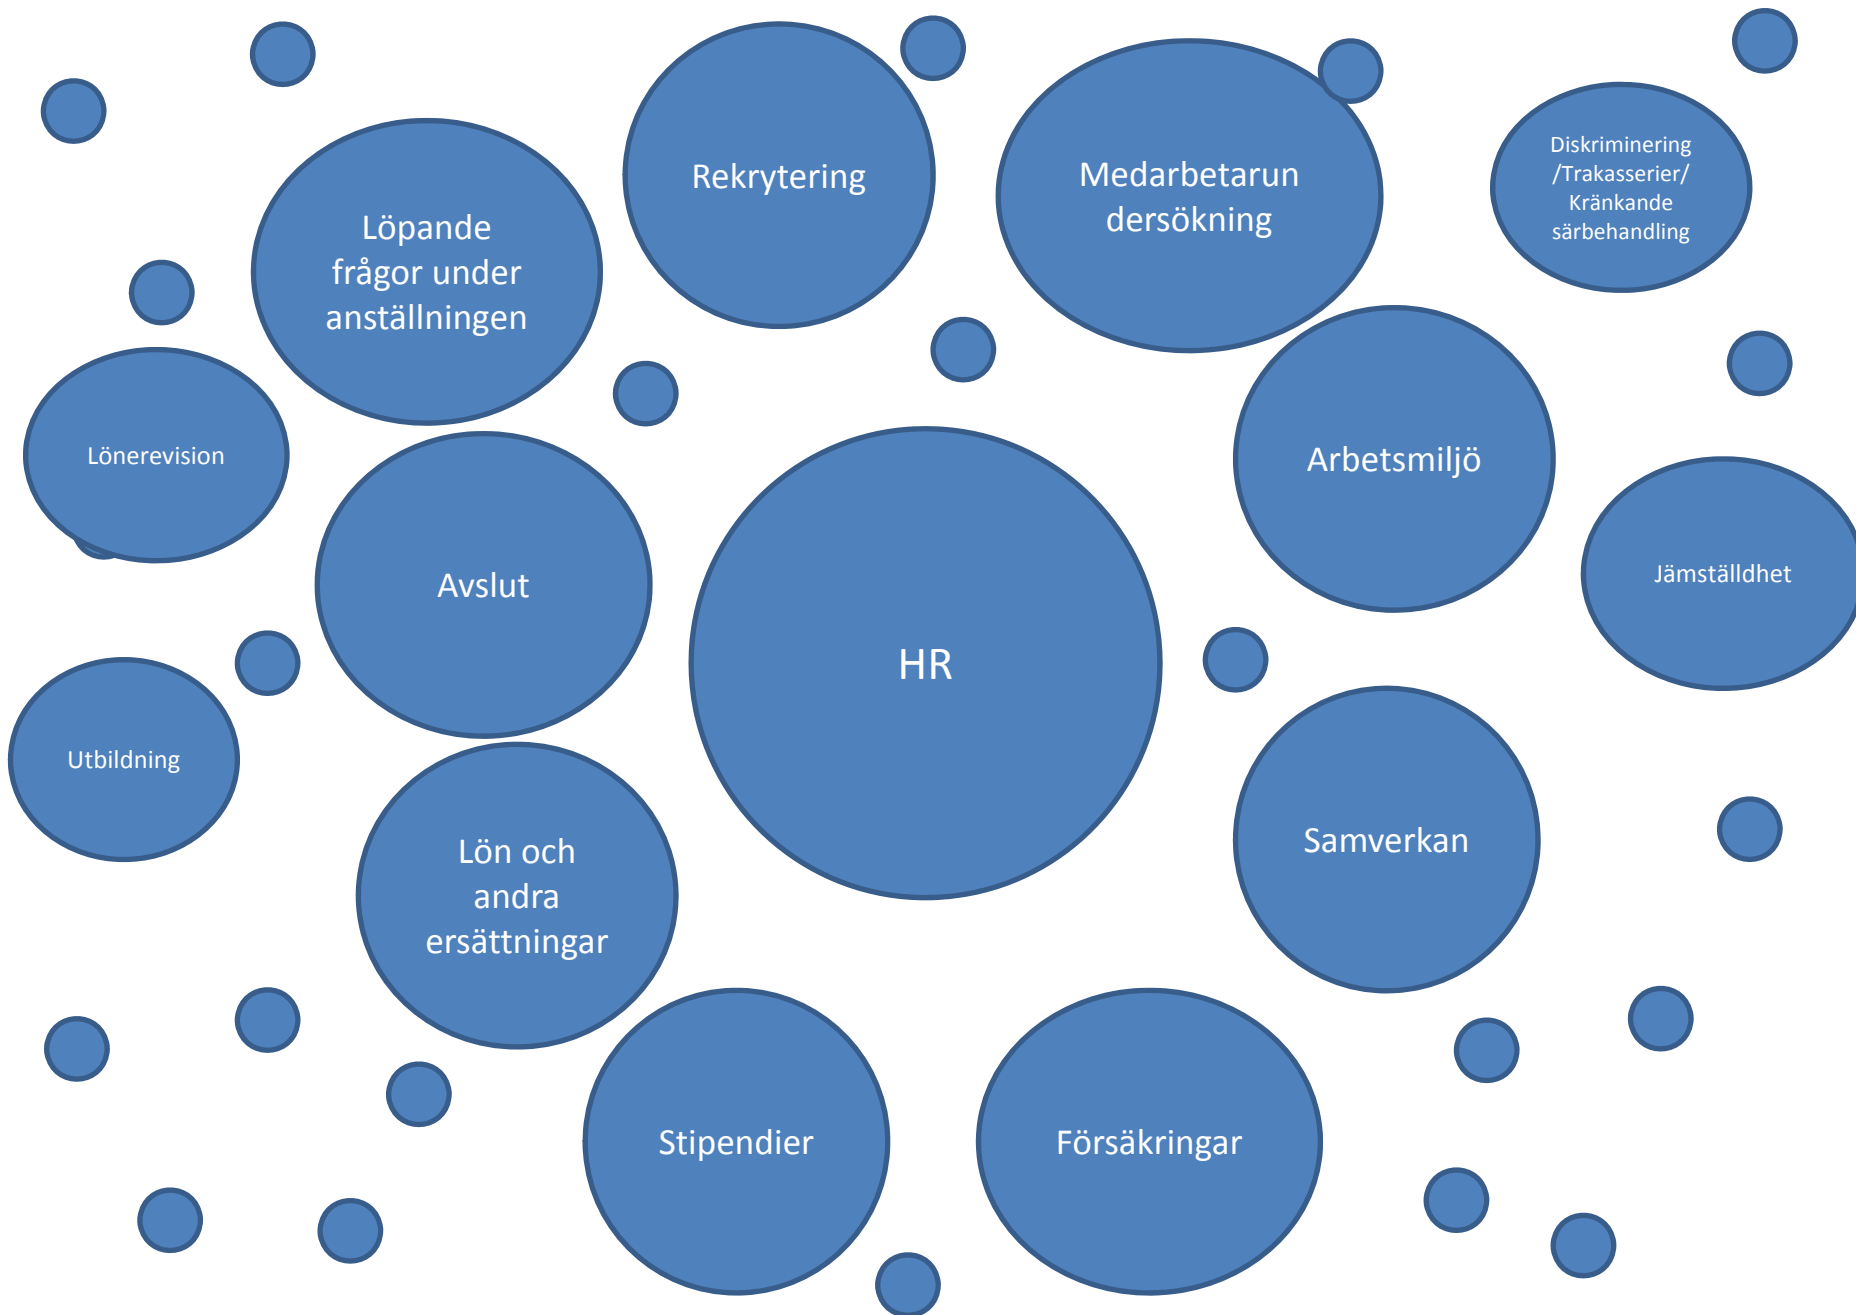 Rekrytering
Medarbetarun
dersökning
Diskriminering
/Trakasserier/
Kränkande
särbehandling
Löpande
frågor under
anställningen
Lönerevision
Arbetsmiljö
Avslut
Jämställdhet
HR
Utbildning
Lön och
andra
ersättningar
Samverkan
Stipendier
Försäkringar